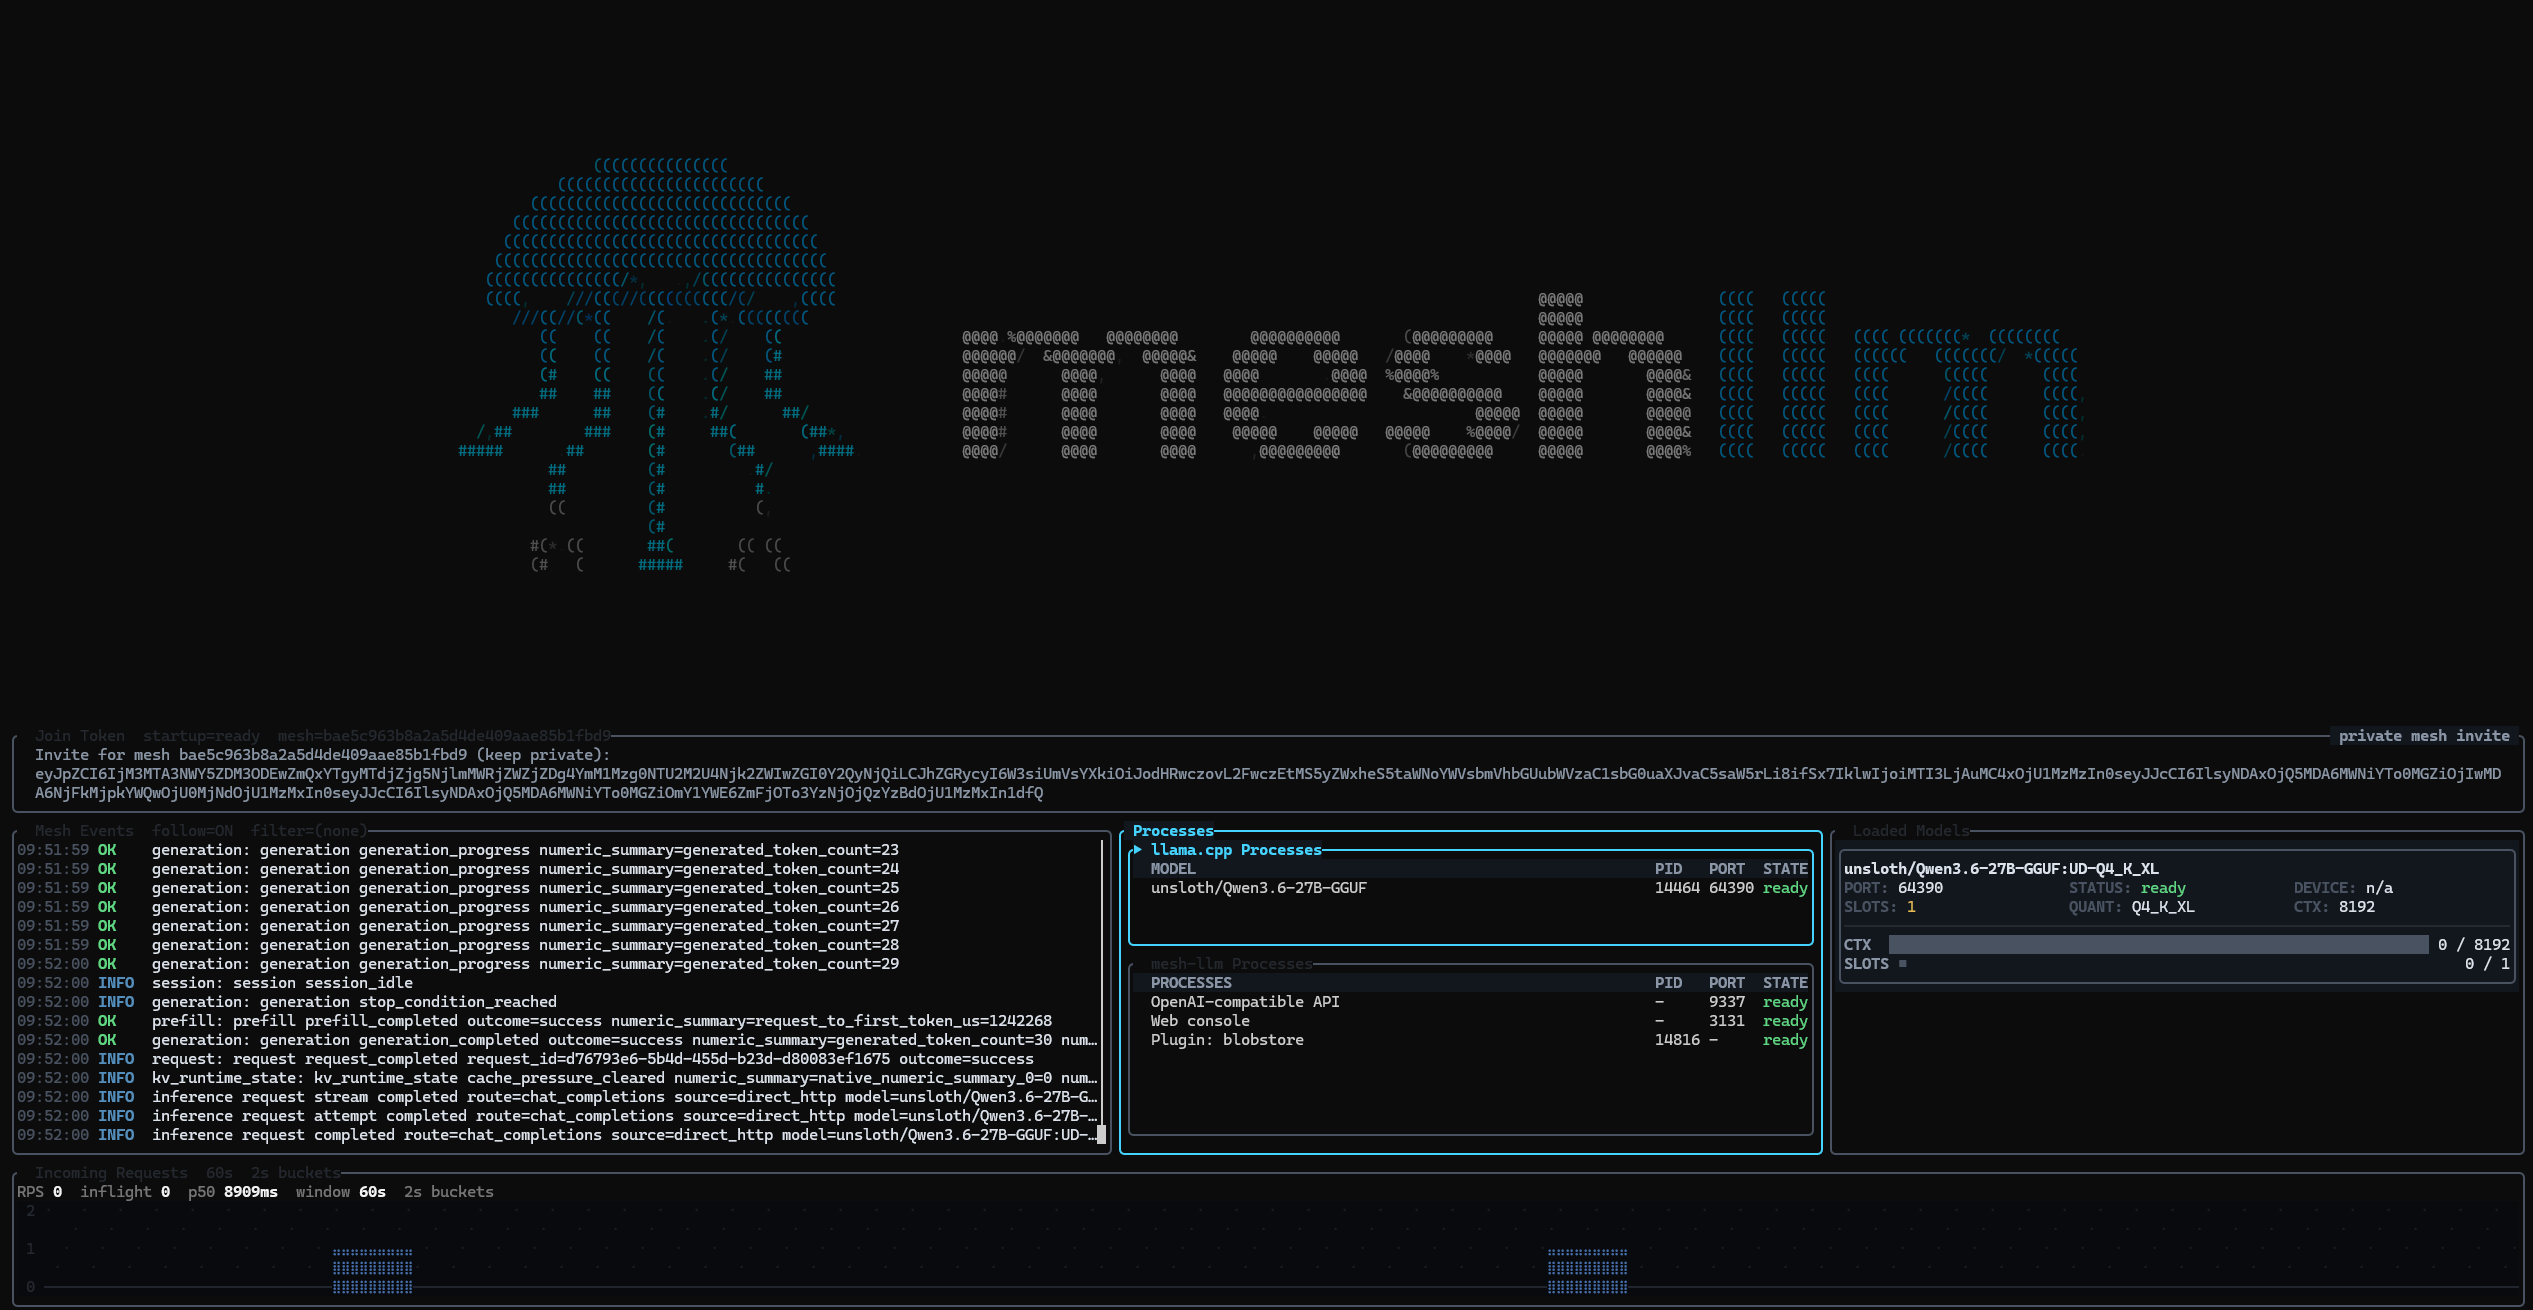 meshllm
Join Token  startup=ready  mesh=bae5c963b8a2a5d4de409aae85b1fbd9
private mesh invite
Invite for mesh bae5c963b8a2a5d4de409aae85b1fbd9 (keep private):
Mesh Events  follow=ON  filter=(none)
09:51:59 OK    generation: generation generation_progress numeric_summary=generated_token_count=23
09:51:59 OK    generation: generation generation_progress numeric_summary=generated_token_count=24
09:51:59 OK    generation: generation generation_progress numeric_summary=generated_token_count=25
09:51:59 OK    generation: generation generation_progress numeric_summary=generated_token_count=26
09:51:59 OK    generation: generation generation_progress numeric_summary=generated_token_count=27
09:51:59 OK    generation: generation generation_progress numeric_summary=generated_token_count=28
09:52:00 OK    generation: generation generation_progress numeric_summary=generated_token_count=29
09:52:00 INFO  session: session session_idle
09:52:00 INFO  generation: generation stop_condition_reached
09:52:00 OK    prefill: prefill prefill_completed outcome=success numeric_summary=request_to_first_token_us=1242268
09:52:00 OK    generation: generation generation_completed outcome=success numeric_summary=generated_token_count=30 num…
09:52:00 INFO  request: request request_completed request_id=d76793e6-5b4d-455d-b23d-d80083ef1675 outcome=success
09:52:00 INFO  kv_runtime_state: kv_runtime_state cache_pressure_cleared numeric_summary=native_numeric_summary_0=0 num…
09:52:00 INFO  inference request stream completed route=chat_completions source=direct_http model=unsloth/Qwen3.6-27B-G…
09:52:00 INFO  inference request attempt completed route=chat_completions source=direct_http model=unsloth/Qwen3.6-27B-…
09:52:00 INFO  inference request completed route=chat_completions source=direct_http model=unsloth/Qwen3.6-27B-GGUF:UD-…
Processes
▶ llama.cpp Processes
MODEL  PID  PORT  STATE
unsloth/Qwen3.6-27B-GGUF  14464  64390  ready
mesh-llm Processes
PROCESSES  PID  PORT  STATE
OpenAI-compatible API  –  9337  ready
Web console  –  3131  ready
Plugin: blobstore  14816  –  ready
Loaded Models
unsloth/Qwen3.6-27B-GGUF:UD-Q4_K_XL
PORT: 64390  STATUS: ready  DEVICE: n/a
SLOTS: 1  QUANT: Q4_K_XL  CTX: 8192
CTX  0 / 8192
SLOTS  0 / 1
Incoming Requests  60s  2s buckets
RPS 0  inflight 0  p50 8909ms  window 60s  2s buckets
2
1
0